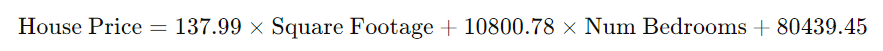 House Price = 137.99 × Square Footage + 10800.78 × Num Bedrooms + 80439.45